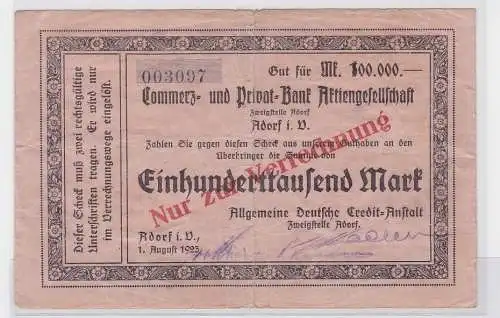 Dieser Scheck muß zwei rechtsgültige
Unterschriften tragen. Er wird nur
im Verrechnungswege eingelöst.
003097
Gut für Mk. 100.000.—
Commerz- und Privat-Bank Aktiengesellschaft
Zweigstelle Adorf
Adorf i. V.
Zahlen Sie gegen diesen Scheck aus unserem Guthaben an den
Überbringer die Summe von
Einhunderttausend Mark
Nur zur Verrechnung
Allgemeine Deutsche Credit-Anstalt
Zweigstelle Adorf.
Adorf i. V.,
1. August 1923